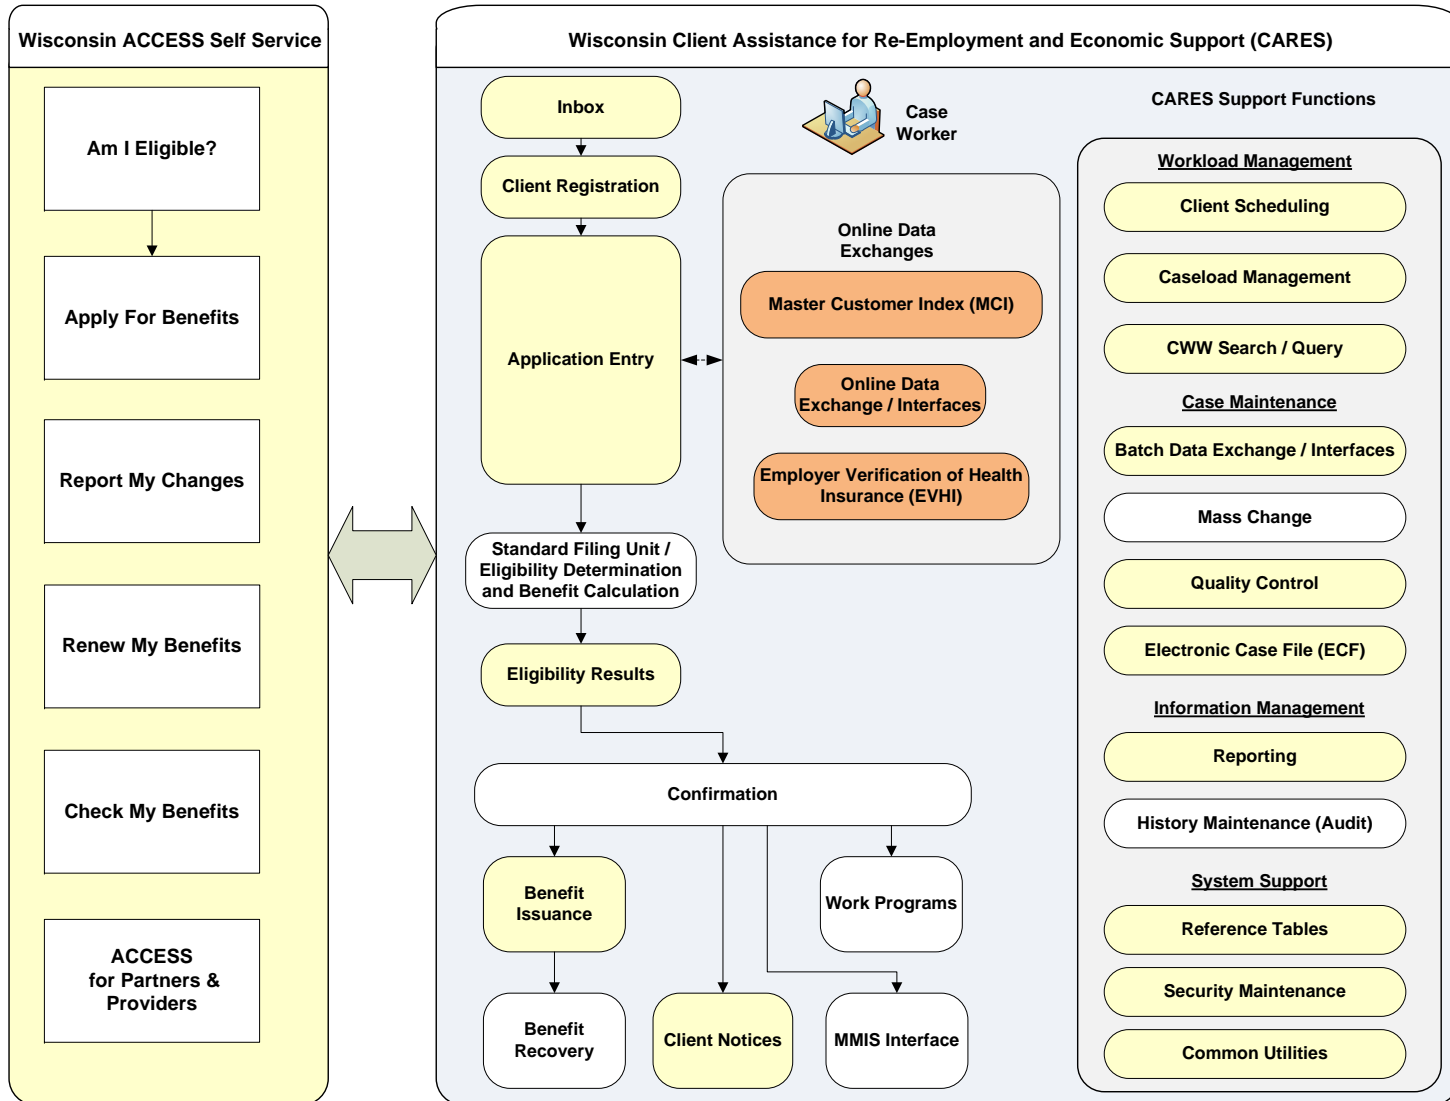 Wisconsin ACCESS Self Service
Am I Eligible?
Apply For Benefits
Report My Changes
Renew My Benefits
Check My Benefits
ACCESS
for Partners &
Providers
Wisconsin Client Assistance for Re-Employment and Economic Support (CARES)
Inbox
Client Registration
Application Entry
Standard Filing Unit /
Eligibility Determination
and Benefit Calculation
Eligibility Results
Confirmation
Benefit
Issuance
Work Programs
Benefit
Recovery
Client Notices
MMIS Interface
Case
Worker
Online Data
Exchanges
Master Customer Index (MCI)
Online Data
Exchange / Interfaces
Employer Verification of Health
Insurance (EVHI)
CARES Support Functions
Workload Management
Client Scheduling
Caseload Management
CWW Search / Query
Case Maintenance
Batch Data Exchange / Interfaces
Mass Change
Quality Control
Electronic Case File (ECF)
Information Management
Reporting
History Maintenance (Audit)
System Support
Reference Tables
Security Maintenance
Common Utilities